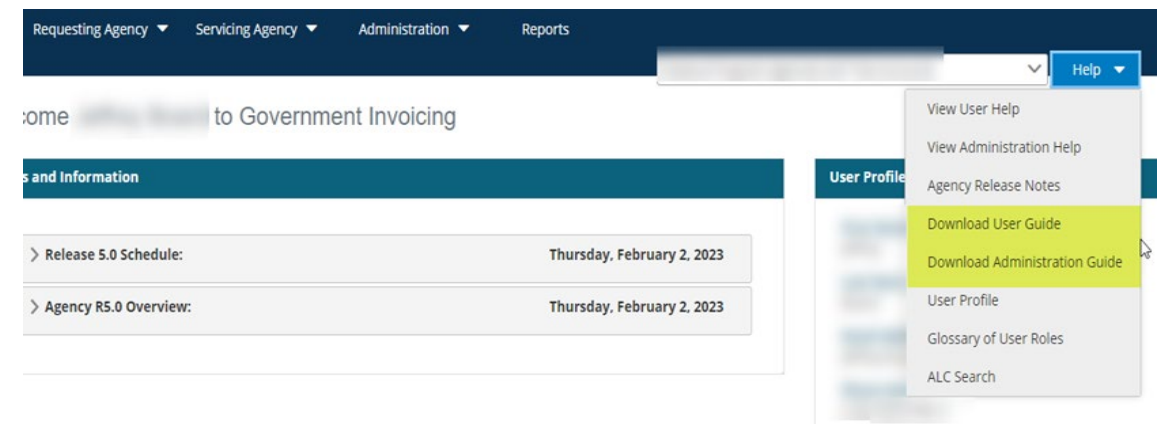 Requesting Agency Servicing Agency Administration Reports
Help
come to Government Invoicing
View User Help
View Administration Help
s and Information
User Profile
Agency Release Notes
Download User Guide
> Release 5.0 Schedule: Thursday, February 2, 2023
Download Administration Guide
> Agency R5.0 Overview: Thursday, February 2, 2023
User Profile
Glossary of User Roles
ALC Search